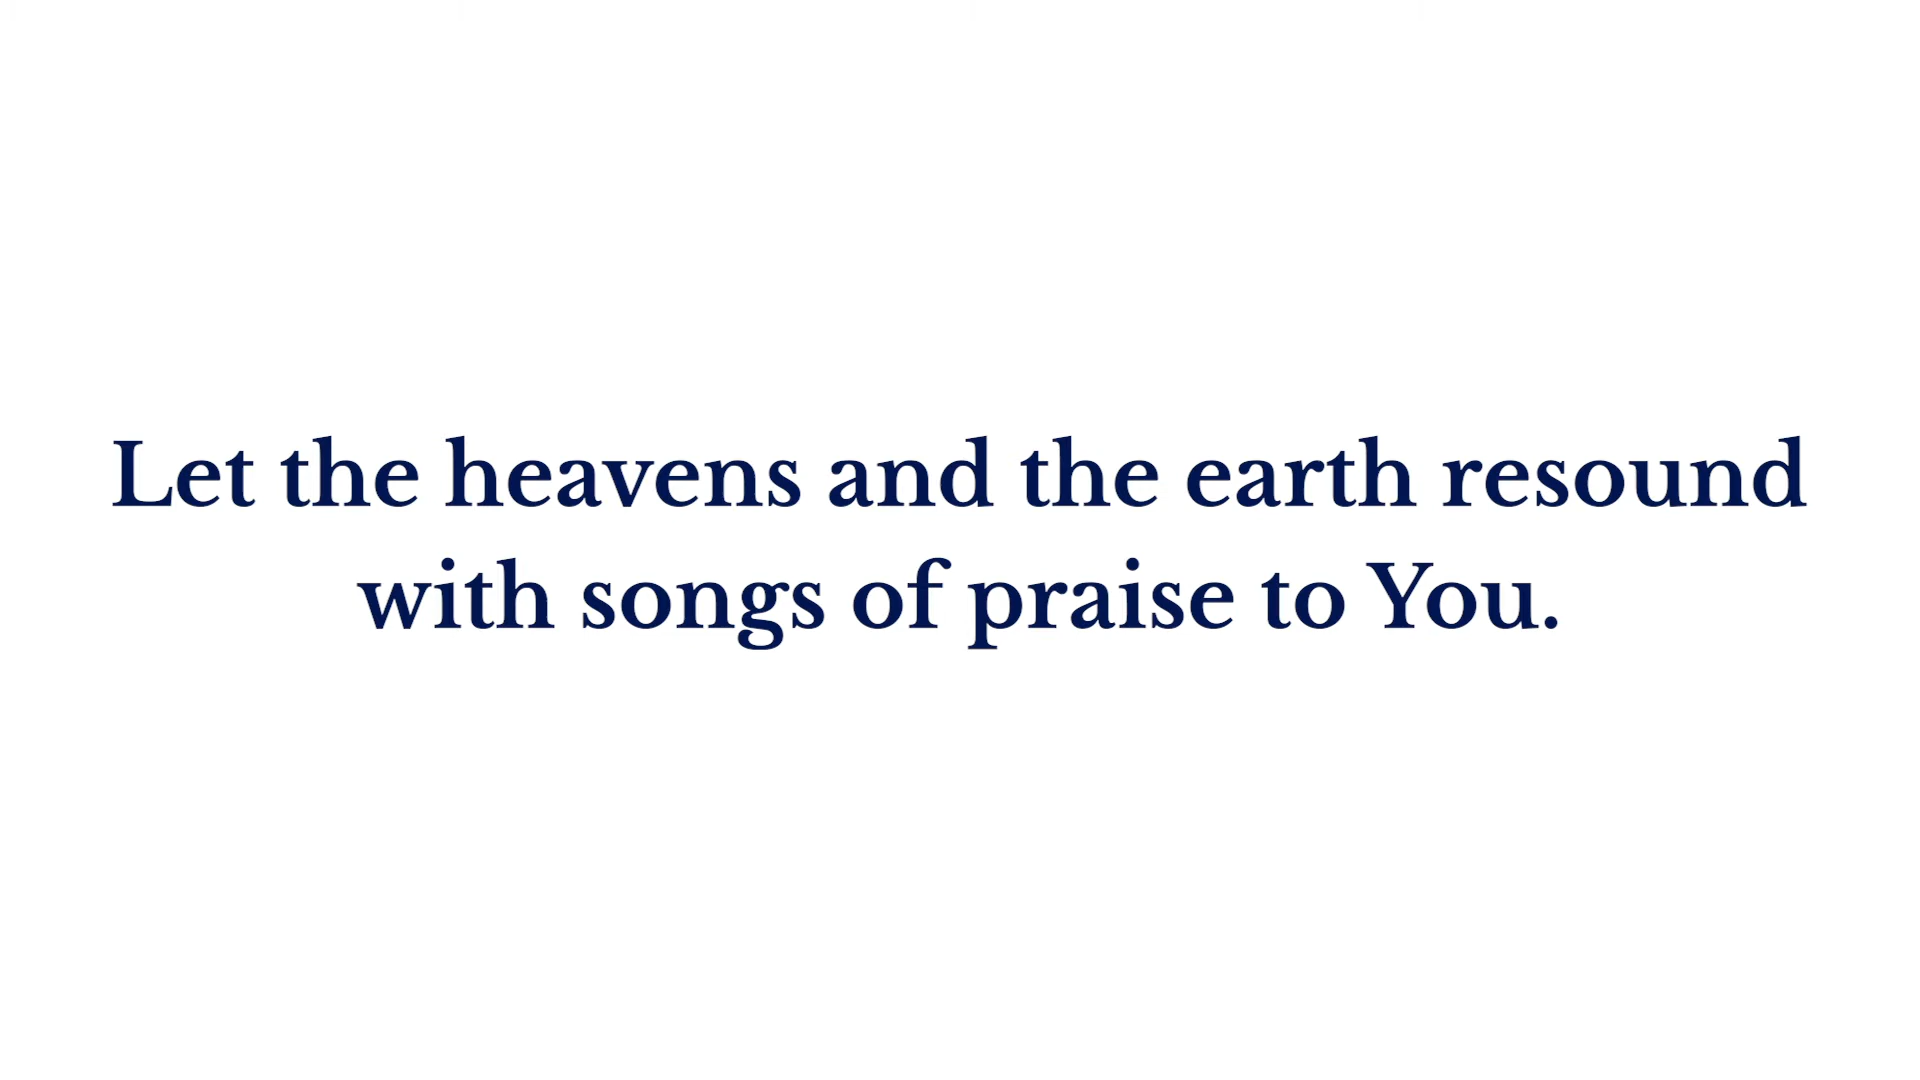 Let the heavens and the earth resound
with songs of praise to You.